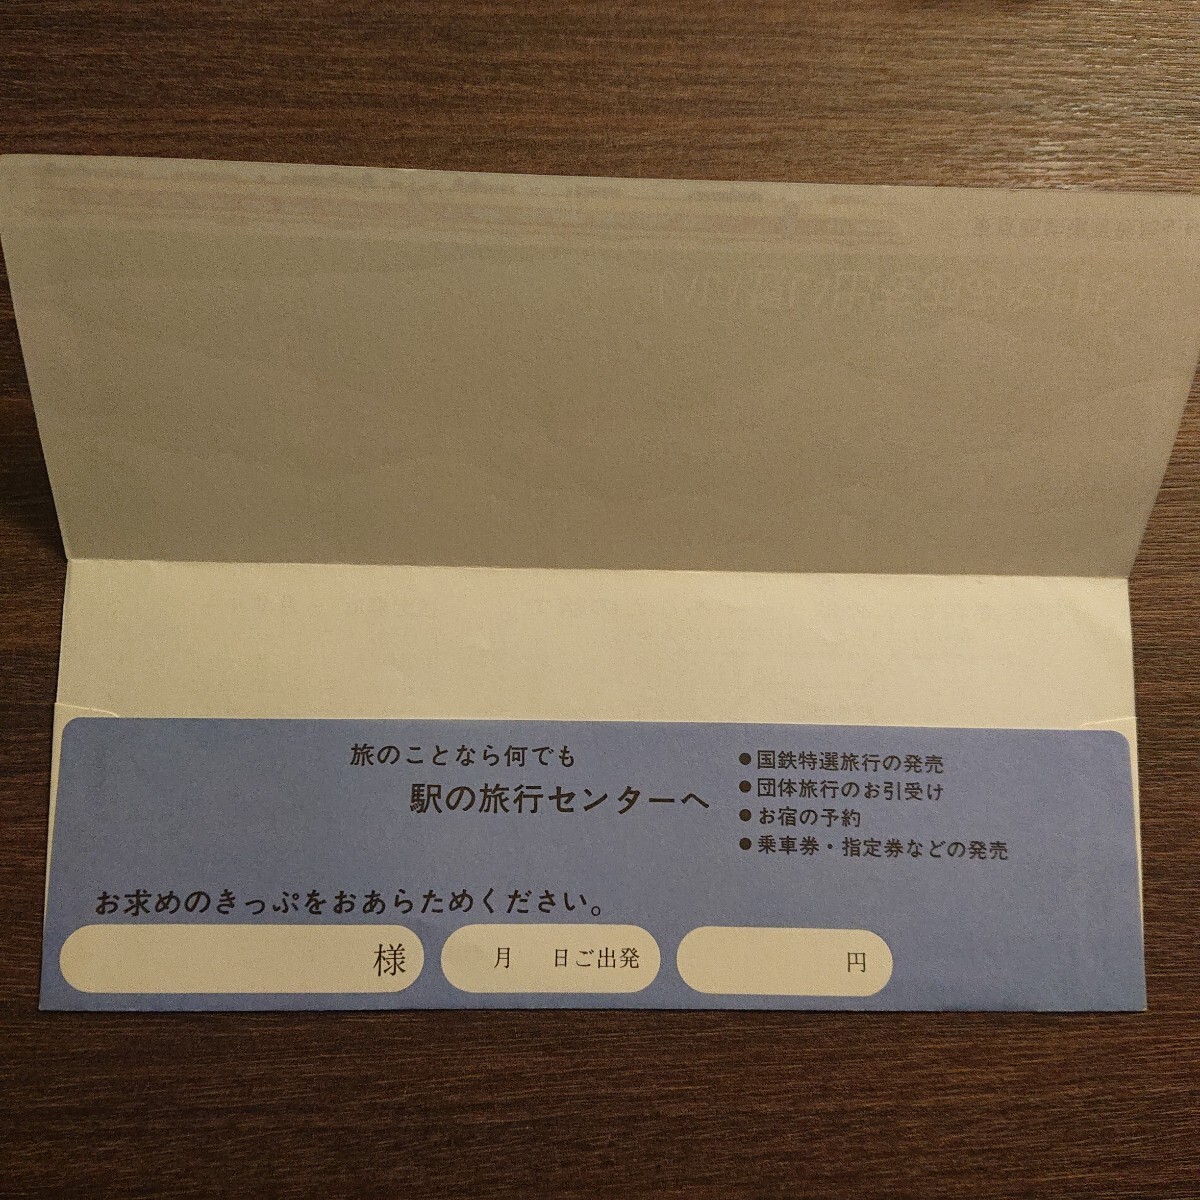 旅のことなら何でも
駅の旅行センターへ
●国鉄特選旅行の発売
●団体旅行のお引受け
●お宿の予約
●乗車券・指定券などの発売
お求めのきっぷをおあらためください。
様
月 日ご出発
円